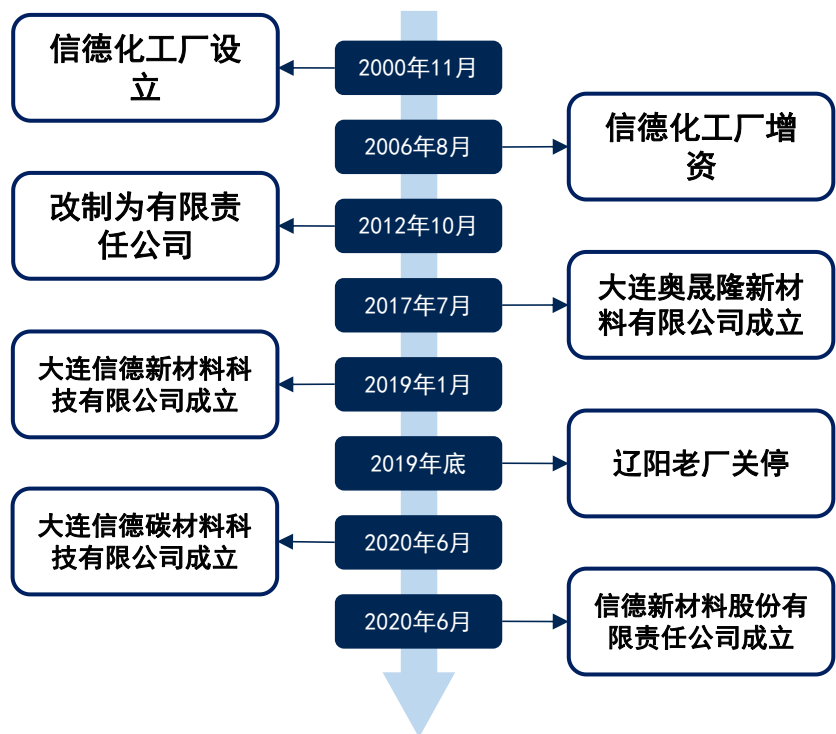 2000年11月
信德化工厂设
立
2006年8月
信德化工厂增
资
2012年10月
改制为有限责
任公司
2017年7月
大连奥晟隆新材
料有限公司成立
2019年1月
大连信德新材料科
技有限公司成立
2019年底
辽阳老厂关停
2020年6月
大连信德碳材料科
技有限公司成立
2020年6月
信德新材料股份有
限责任公司成立